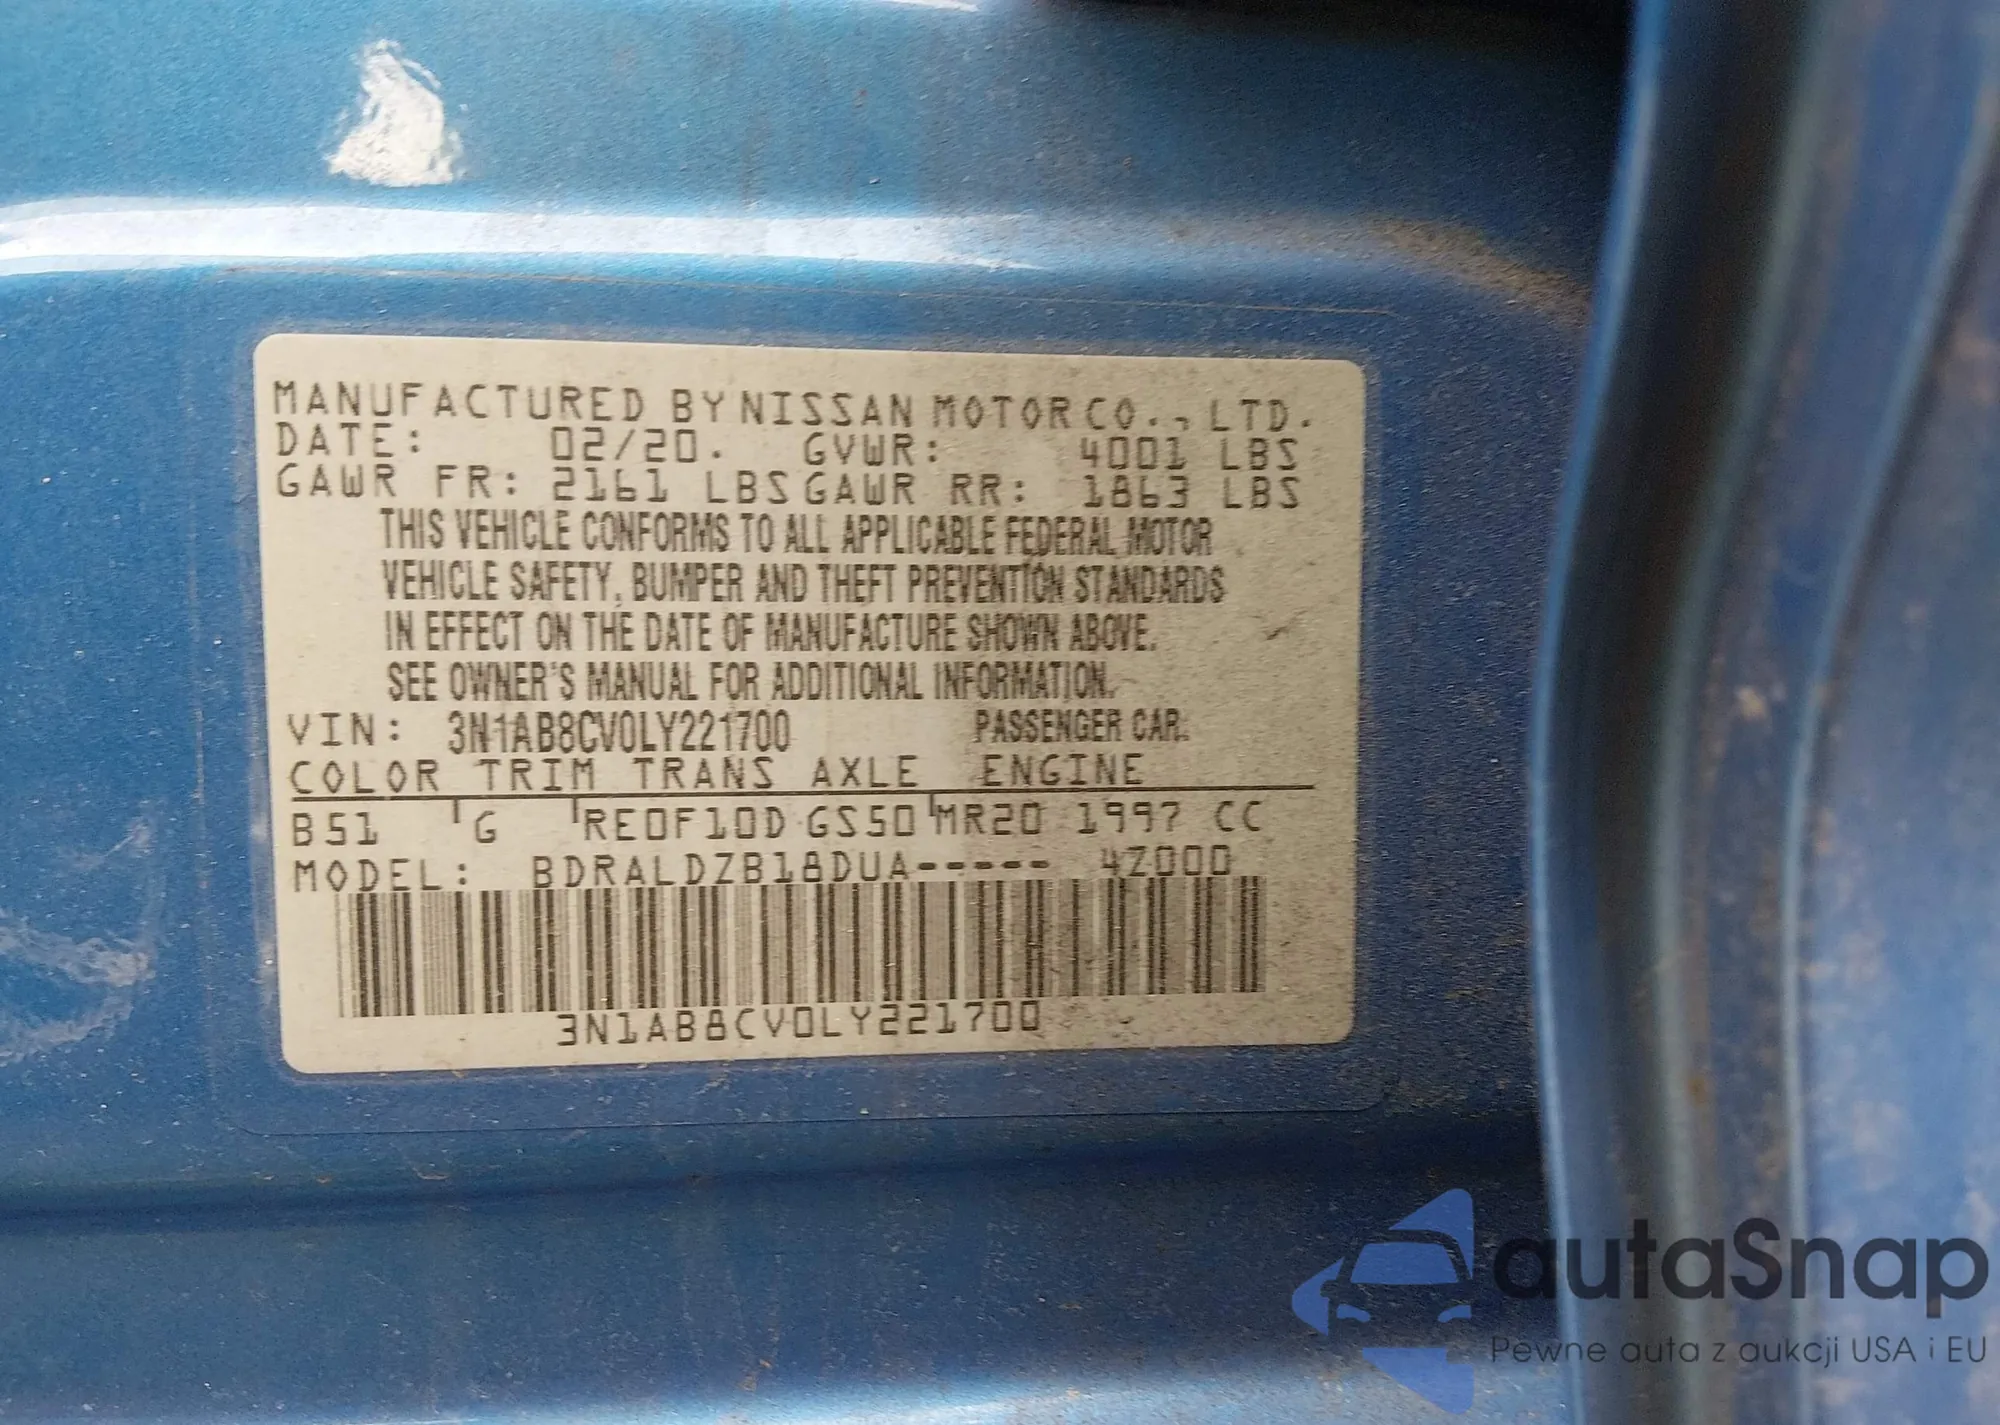 MANUFACTURED BY NISSAN MOTOR CO., LTD.
DATE: 02/20. GVWR: 4001 LBS
GAWR FR: 2161 LBS GAWR RR: 1863 LBS
THIS VEHICLE CONFORMS TO ALL APPLICABLE FEDERAL MOTOR
VEHICLE SAFETY, BUMPER AND THEFT PREVENTION STANDARDS
IN EFFECT ON THE DATE OF MANUFACTURE SHOWN ABOVE.
SEE OWNER'S MANUAL FOR ADDITIONAL INFORMATION.
VIN: 3N1AB8CV0LY221700 PASSENGER CAR.
COLOR TRIM TRANS AXLE ENGINE
B51 G RE0F10D GS50 MR20 1997 CC
MODEL: BDRALDZB18DUA----- 4Z000
3N1AB8CV0LY221700
autaSnap
Pewne auta z aukcji USA i EU